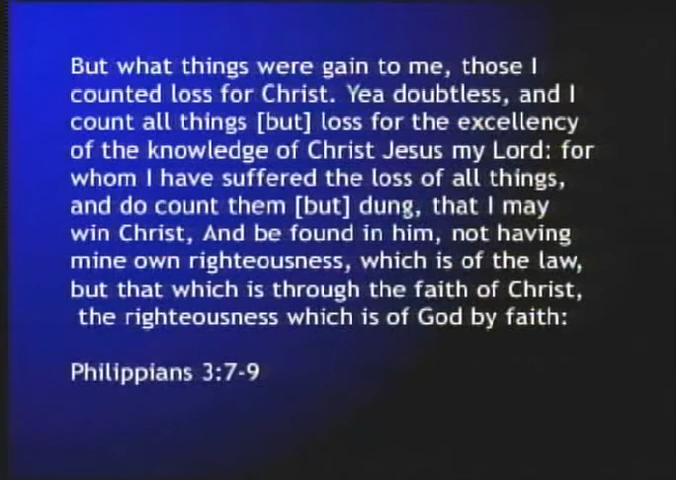 But what things were gain to me, those I
counted loss for Christ. Yea doubtless, and I
count all things [but] loss for the excellency
of the knowledge of Christ Jesus my Lord: for
whom I have suffered the loss of all things,
and do count them [but] dung, that I may
win Christ, And be found in him, not having
mine own righteousness, which is of the law,
but that which is through the faith of Christ,
the righteousness which is of God by faith:
Philippians 3:7-9